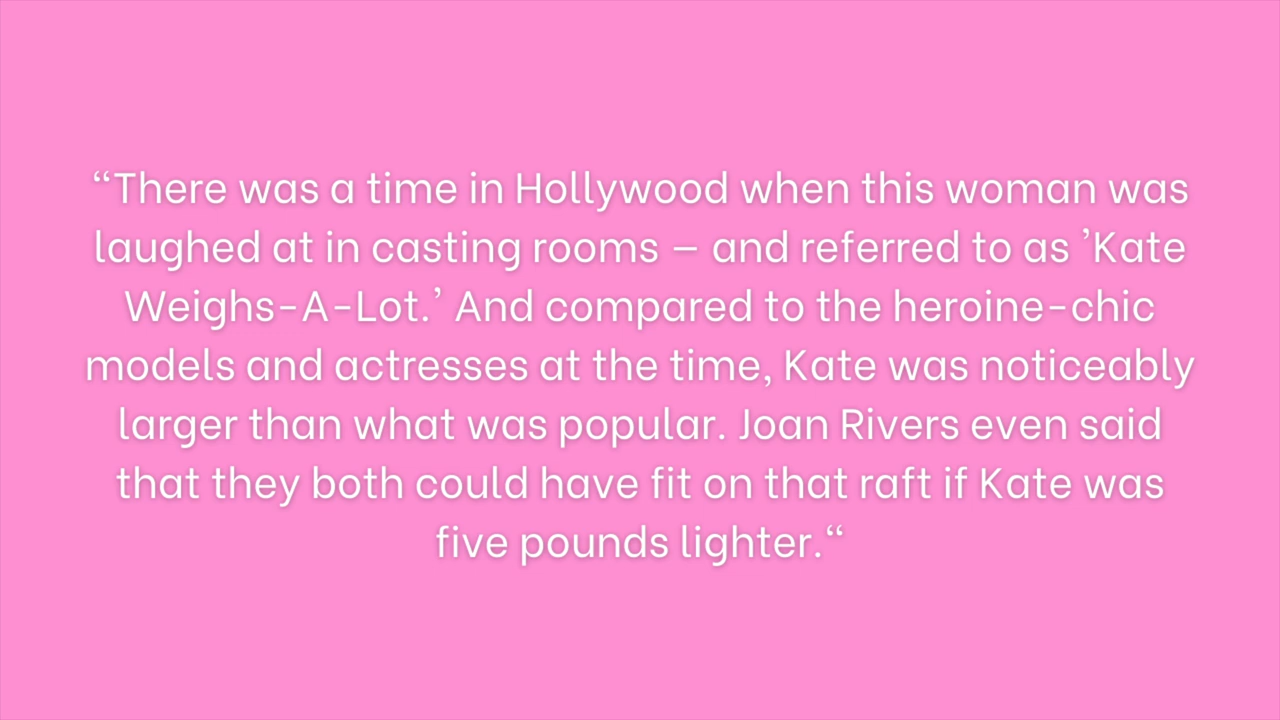 “There was a time in Hollywood when this woman was
laughed at in casting rooms – and referred to as ’Kate
Weighs-A-Lot.’ And compared to the heroine-chic
models and actresses at the time, Kate was noticeably
larger than what was popular. Joan Rivers even said
that they both could have fit on that raft if Kate was
five pounds lighter.“